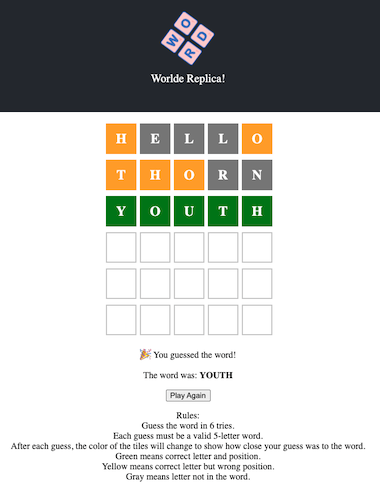 W O
R D
Worlde Replica!
H E L L O
T H O R N
Y O U T H
🎉 You guessed the word!
The word was: YOUTH
Play Again
Rules:
Guess the word in 6 tries.
Each guess must be a valid 5-letter word.
After each guess, the color of the tiles will change to show how close your guess was to the word.
Green means correct letter and position.
Yellow means correct letter but wrong position.
Gray means letter not in the word.